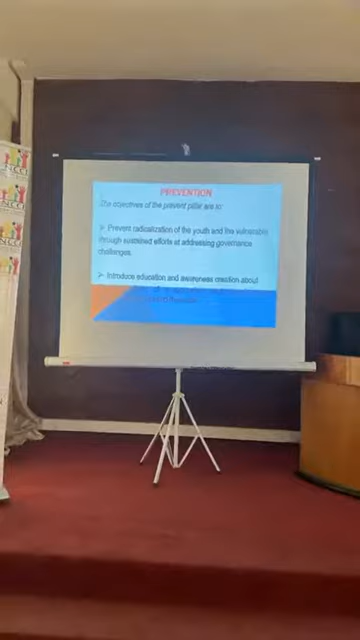 PREVENTION
The objectives of the prevent pillar are to:
➢ Prevent radicalization of the youth and the vulnerable
through sustained efforts at addressing governance
challenges.
➢ Introduce education and awareness creation about